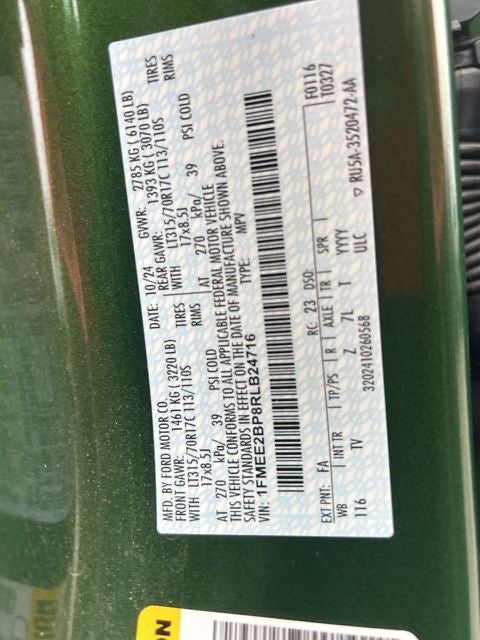 MFD. BY FORD MOTOR CO.
DATE: 10/24
GVWR: 2785 KG ( 6140 LB)
FRONT GAWR: 1461 KG ( 3220 LB)
REAR GAWR: 1393 KG ( 3070 LB)
WITH LT315/70R17C 113/110S TIRES
WITH LT315/70R17C 113/110S TIRES
17x8.5J RIMS
17x8.5J RIMS
AT 270 kPa/ 39 PSI COLD
AT 270 kPa/ 39 PSI COLD
THIS VEHICLE CONFORMS TO ALL APPLICABLE FEDERAL MOTOR VEHICLE
SAFETY STANDARDS IN EFFECT ON THE DATE OF MANUFACTURE SHOWN ABOVE.
VIN: 1FMEE2BP8RLB24716
TYPE: MPV
F0116
T0327
EXT PNT: FA RC: 23 DSO:
WB INT TR TP/PS R AXLE TR SPR
116 TV Z 7L T YYYY
ULC
3202410260568
▽ RU5A-3520472-AA